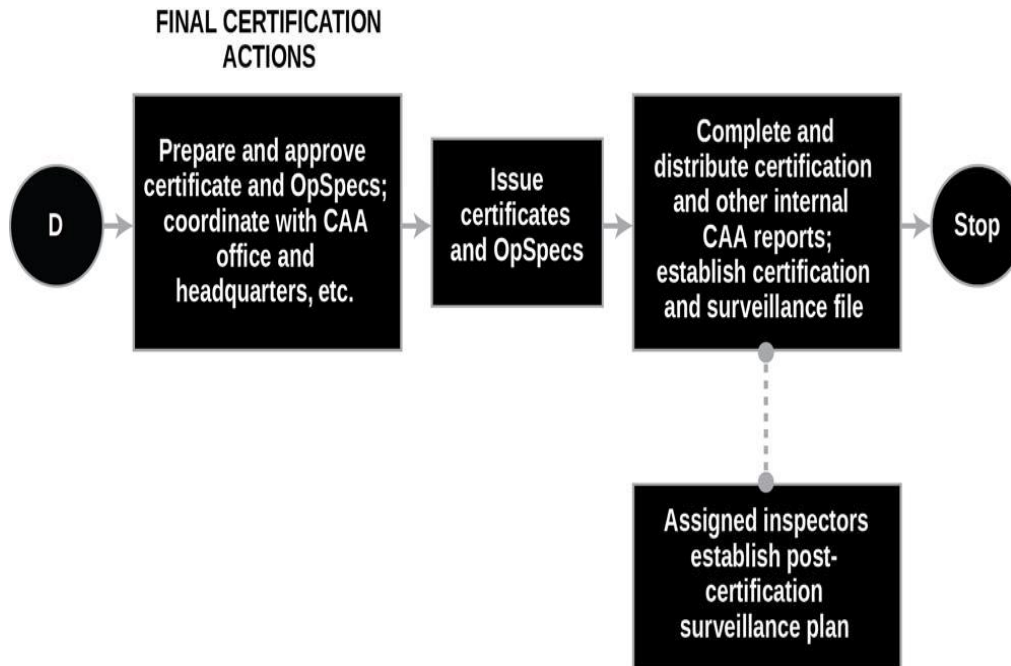 FINAL CERTIFICATION
ACTIONS
D
Prepare and approve
certificate and OpSpecs;
coordinate with CAA
office and
headquarters, etc.
Issue
certificates
and OpSpecs
Complete and
distribute certification
and other internal
CAA reports;
establish certification
and surveillance file
Stop
Assigned inspectors
establish post-
certification
surveillance plan